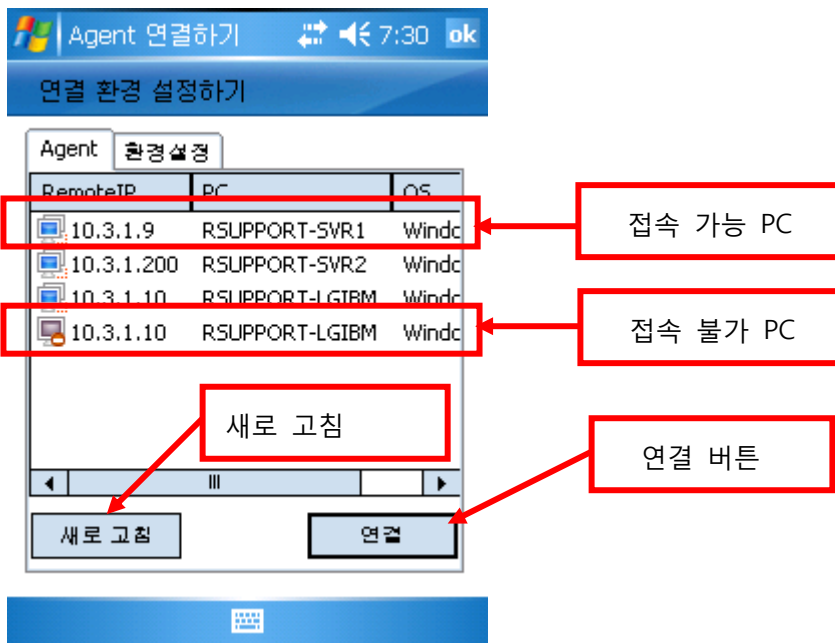 Agent 연결하기 7:30 ok
연결 환경 설정하기
Agent 환경설정
RemoteIP PC OS
10.3.1.9 RSUPPORT-SVR1 Windo
10.3.1.200 RSUPPORT-SVR2 Windo
10.3.1.10 RSUPPORT-LGIBM Windo
10.3.1.10 RSUPPORT-LGIBM Windo
접속 가능 PC
접속 불가 PC
새로 고침
연결 버튼
새로 고침 연결